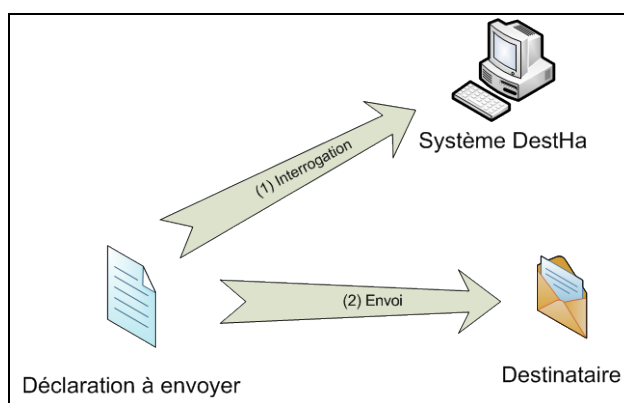 Système DestHa
(1) Interrogation
(2) Envoi
Déclaration à envoyer
Destinataire